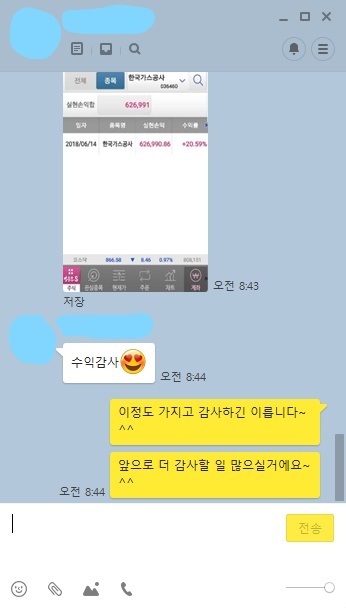 전체 종목 한국가스공사
036460
실현손익합 626,991
일자 종목명 실현손익 수익률
2018/06/14 한국가스공사 626,990.86 +20.59%
코스닥 866.58 ▼ 8.46 0.97%
주식 관심종목 현재가 주문 차트 계좌
오전 8:43
저장
수익감사😍
오전 8:44
이정도 가지고 감사하긴 이릅니다~
^^
앞으로 더 감사할 일 많으실거에요~
^^
오전 8:44
전송